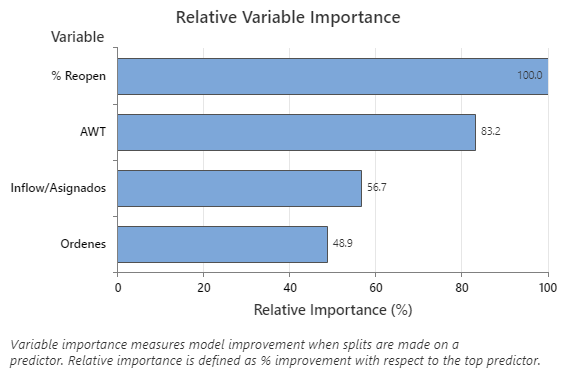 Relative Variable Importance
Variable
% Reopen
100.0
AWT
83.2
Inflow/Asignados
56.7
Ordenes
48.9
0 20 40 60 80 100
Relative Importance (%)
Variable importance measures model improvement when splits are made on a
predictor. Relative importance is defined as % improvement with respect to the top predictor.